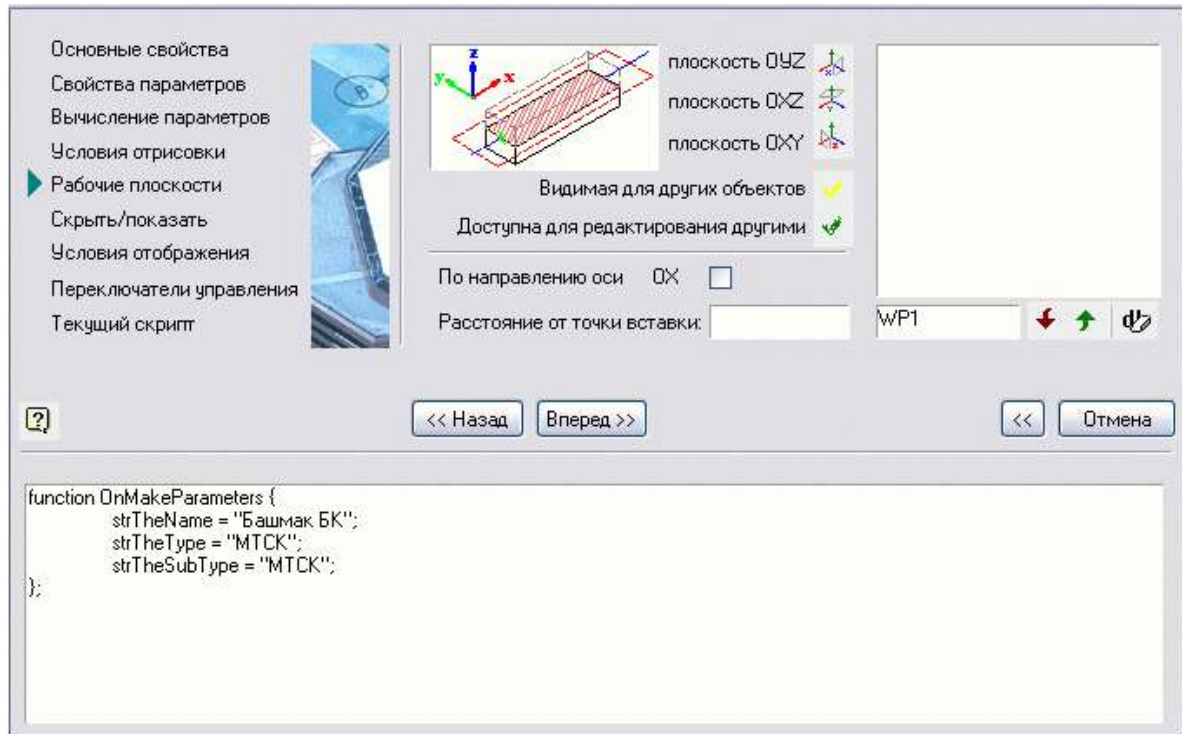 Основные свойства
Свойства параметров
Вычисление параметров
Условия отрисовки
Рабочие плоскости
Скрыть/показать
Условия отображения
Переключатели управления
Текущий скрипт
z
y
x
плоскость OYZ
плоскость OXZ
плоскость OXY
Видимая для других объектов
Доступна для редактирования другими
По направлению оси OX
Расстояние от точки вставки:
WP1
<< Назад
Вперед >>
<<
Отмена
function OnMakeParameters {
strTheName = "Башмак БК";
strTheType = "МТСК";
strTheSubType = "МТСК";
};